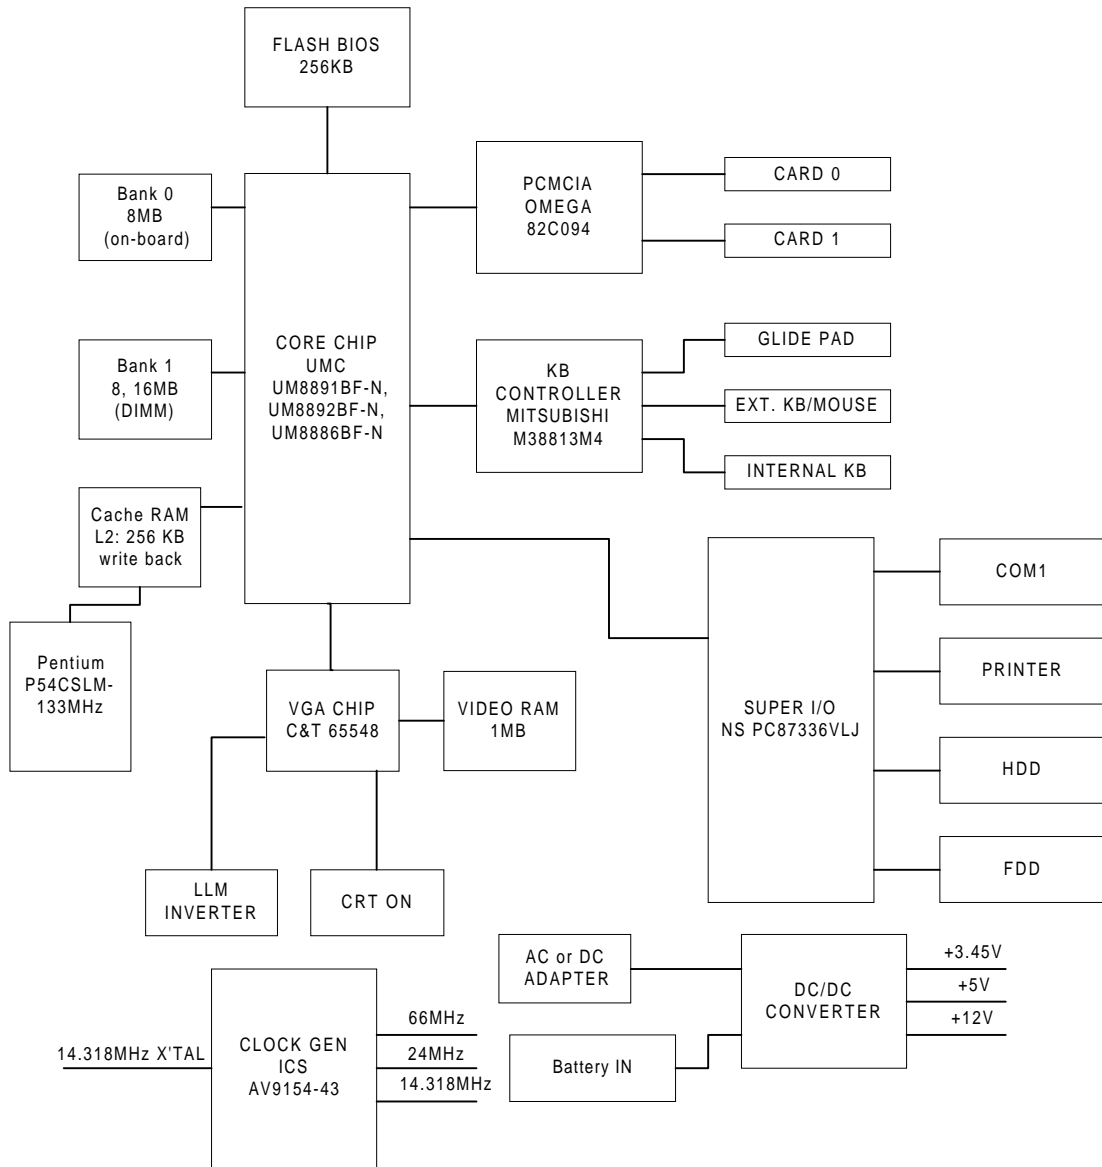 FLASH BIOS
256KB
Bank 0
8MB
(on-board)
PCMCIA
OMEGA
82C094
CARD 0
CARD 1
Bank 1
8, 16MB
(DIMM)
CORE CHIP
UMC
UM8891BF-N,
UM8892BF-N,
UM8886BF-N
KB
CONTROLLER
MITSUBISHI
M38813M4
GLIDE PAD
EXT. KB/MOUSE
INTERNAL KB
Cache RAM
L2: 256 KB
write back
Pentium
P54CSLM-
133MHz
VGA CHIP
C&T 65548
VIDEO RAM
1MB
SUPER I/O
NS PC87336VLJ
COM1
PRINTER
HDD
FDD
LLM
INVERTER
CRT ON
AC or DC
ADAPTER
Battery IN
DC/DC
CONVERTER
+3.45V
+5V
+12V
14.318MHz X'TAL
CLOCK GEN
ICS
AV9154-43
66MHz
24MHz
14.318MHz